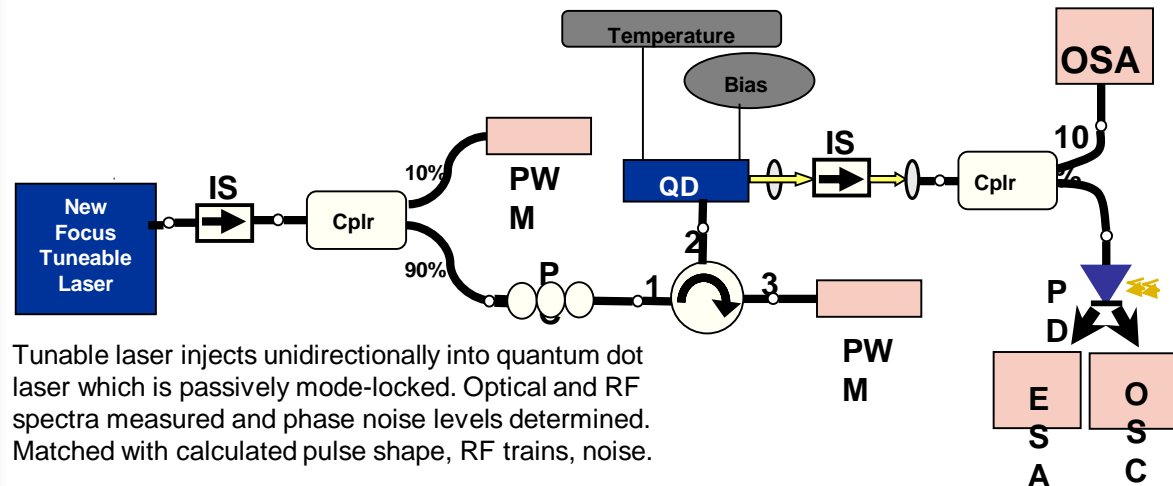 Temperature
Bias
OSA
10
%
IS
QD
Cplr
10%
PW
M
IS
New
Focus
Tuneable
Laser
Cplr
90%
P
C
1
2
3
PW
M
P
D
E
S
A
O
S
C
Tunable laser injects unidirectionally into quantum dot
laser which is passively mode-locked. Optical and RF
spectra measured and phase noise levels determined.
Matched with calculated pulse shape, RF trains, noise.